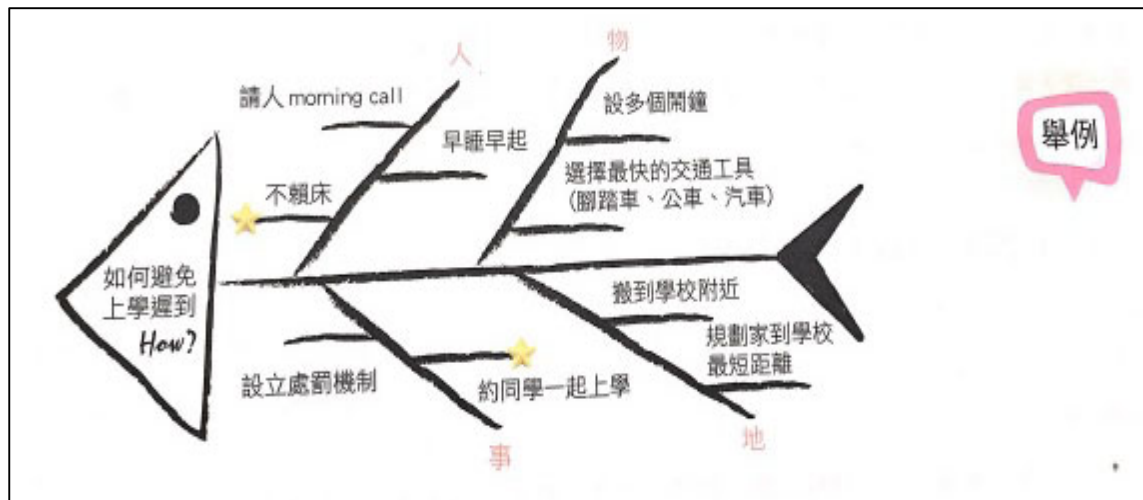 人
物
請人 morning call
設多個鬧鐘
早睡早起
選擇最快的交通工具
(腳踏車、公車、汽車)
不賴床
舉例
如何避免
上學遲到
How?
搬到學校附近
規劃家到學校
最短距離
設立處罰機制
約同學一起上學
事
地